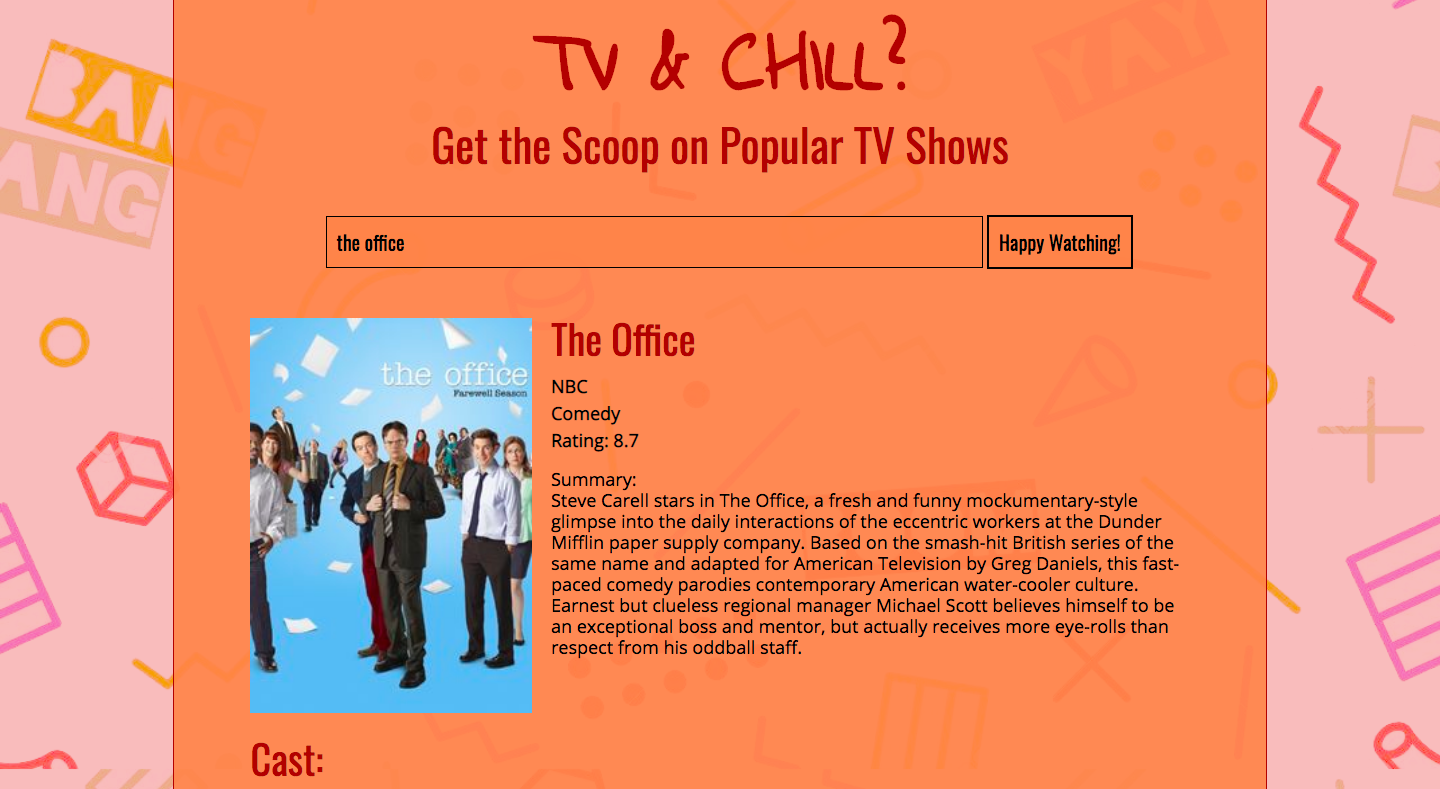 TV & CHILL?
Get the Scoop on Popular TV Shows
BANG
YAY
ANG
B
the office
Happy Watching!
the office
Farewell Season
The Office
NBC
Comedy
Rating: 8.7
Summary:
Steve Carell stars in The Office, a fresh and funny mockumentary-style
glimpse into the daily interactions of the eccentric workers at the Dunder
Mifflin paper supply company. Based on the smash-hit British series of the
same name and adapted for American Television by Greg Daniels, this fast-
paced comedy parodies contemporary American water-cooler culture.
Earnest but clueless regional manager Michael Scott believes himself to be
an exceptional boss and mentor, but actually receives more eye-rolls than
respect from his oddball staff.
Cast: